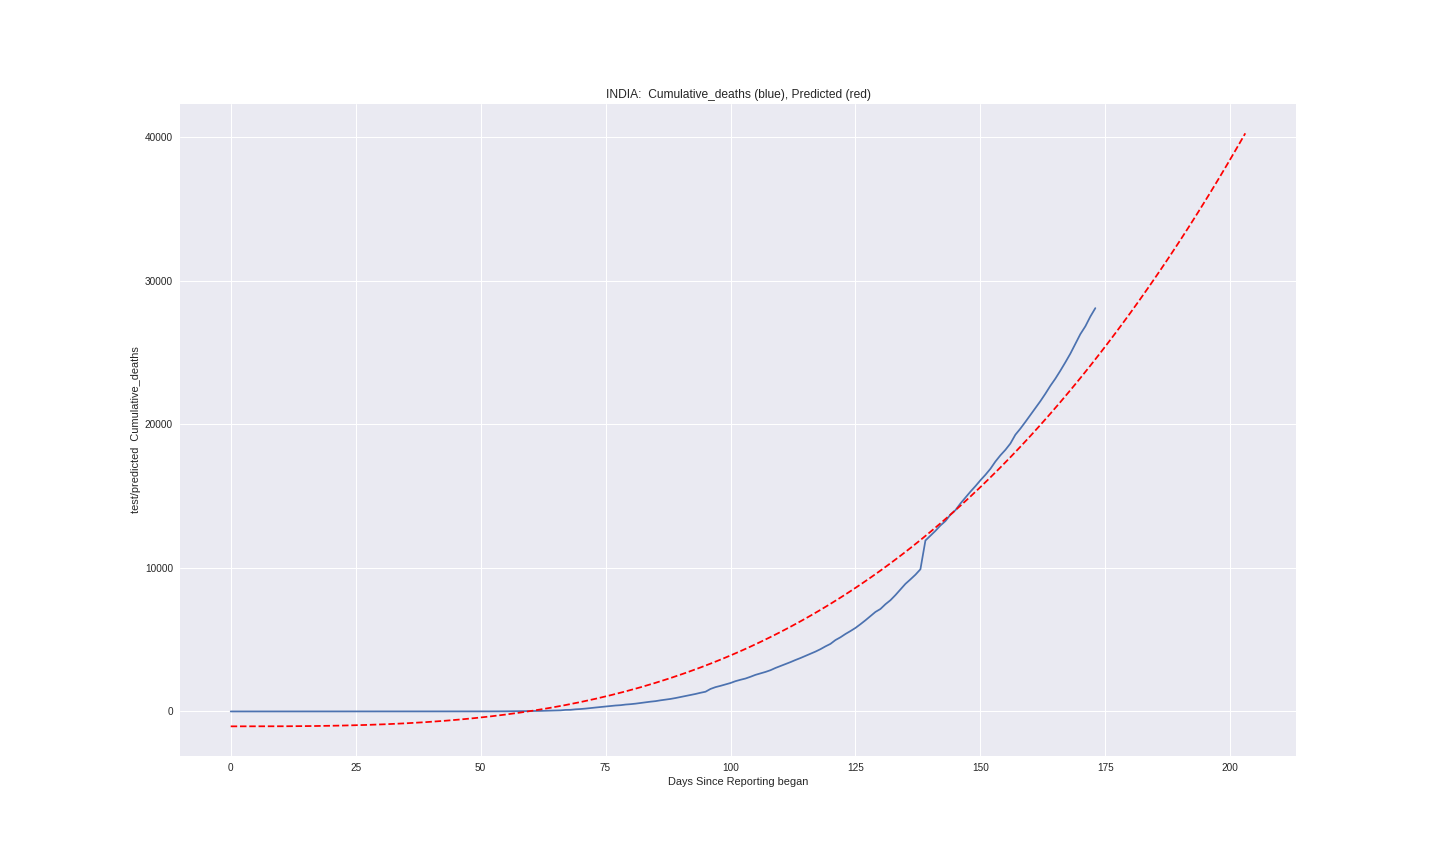 INDIA:  Cumulative_deaths (blue), Predicted (red)
test/predicted  Cumulative_deaths
40000
30000
20000
10000
0
0 25 50 75 100 125 150 175 200
Days Since Reporting began